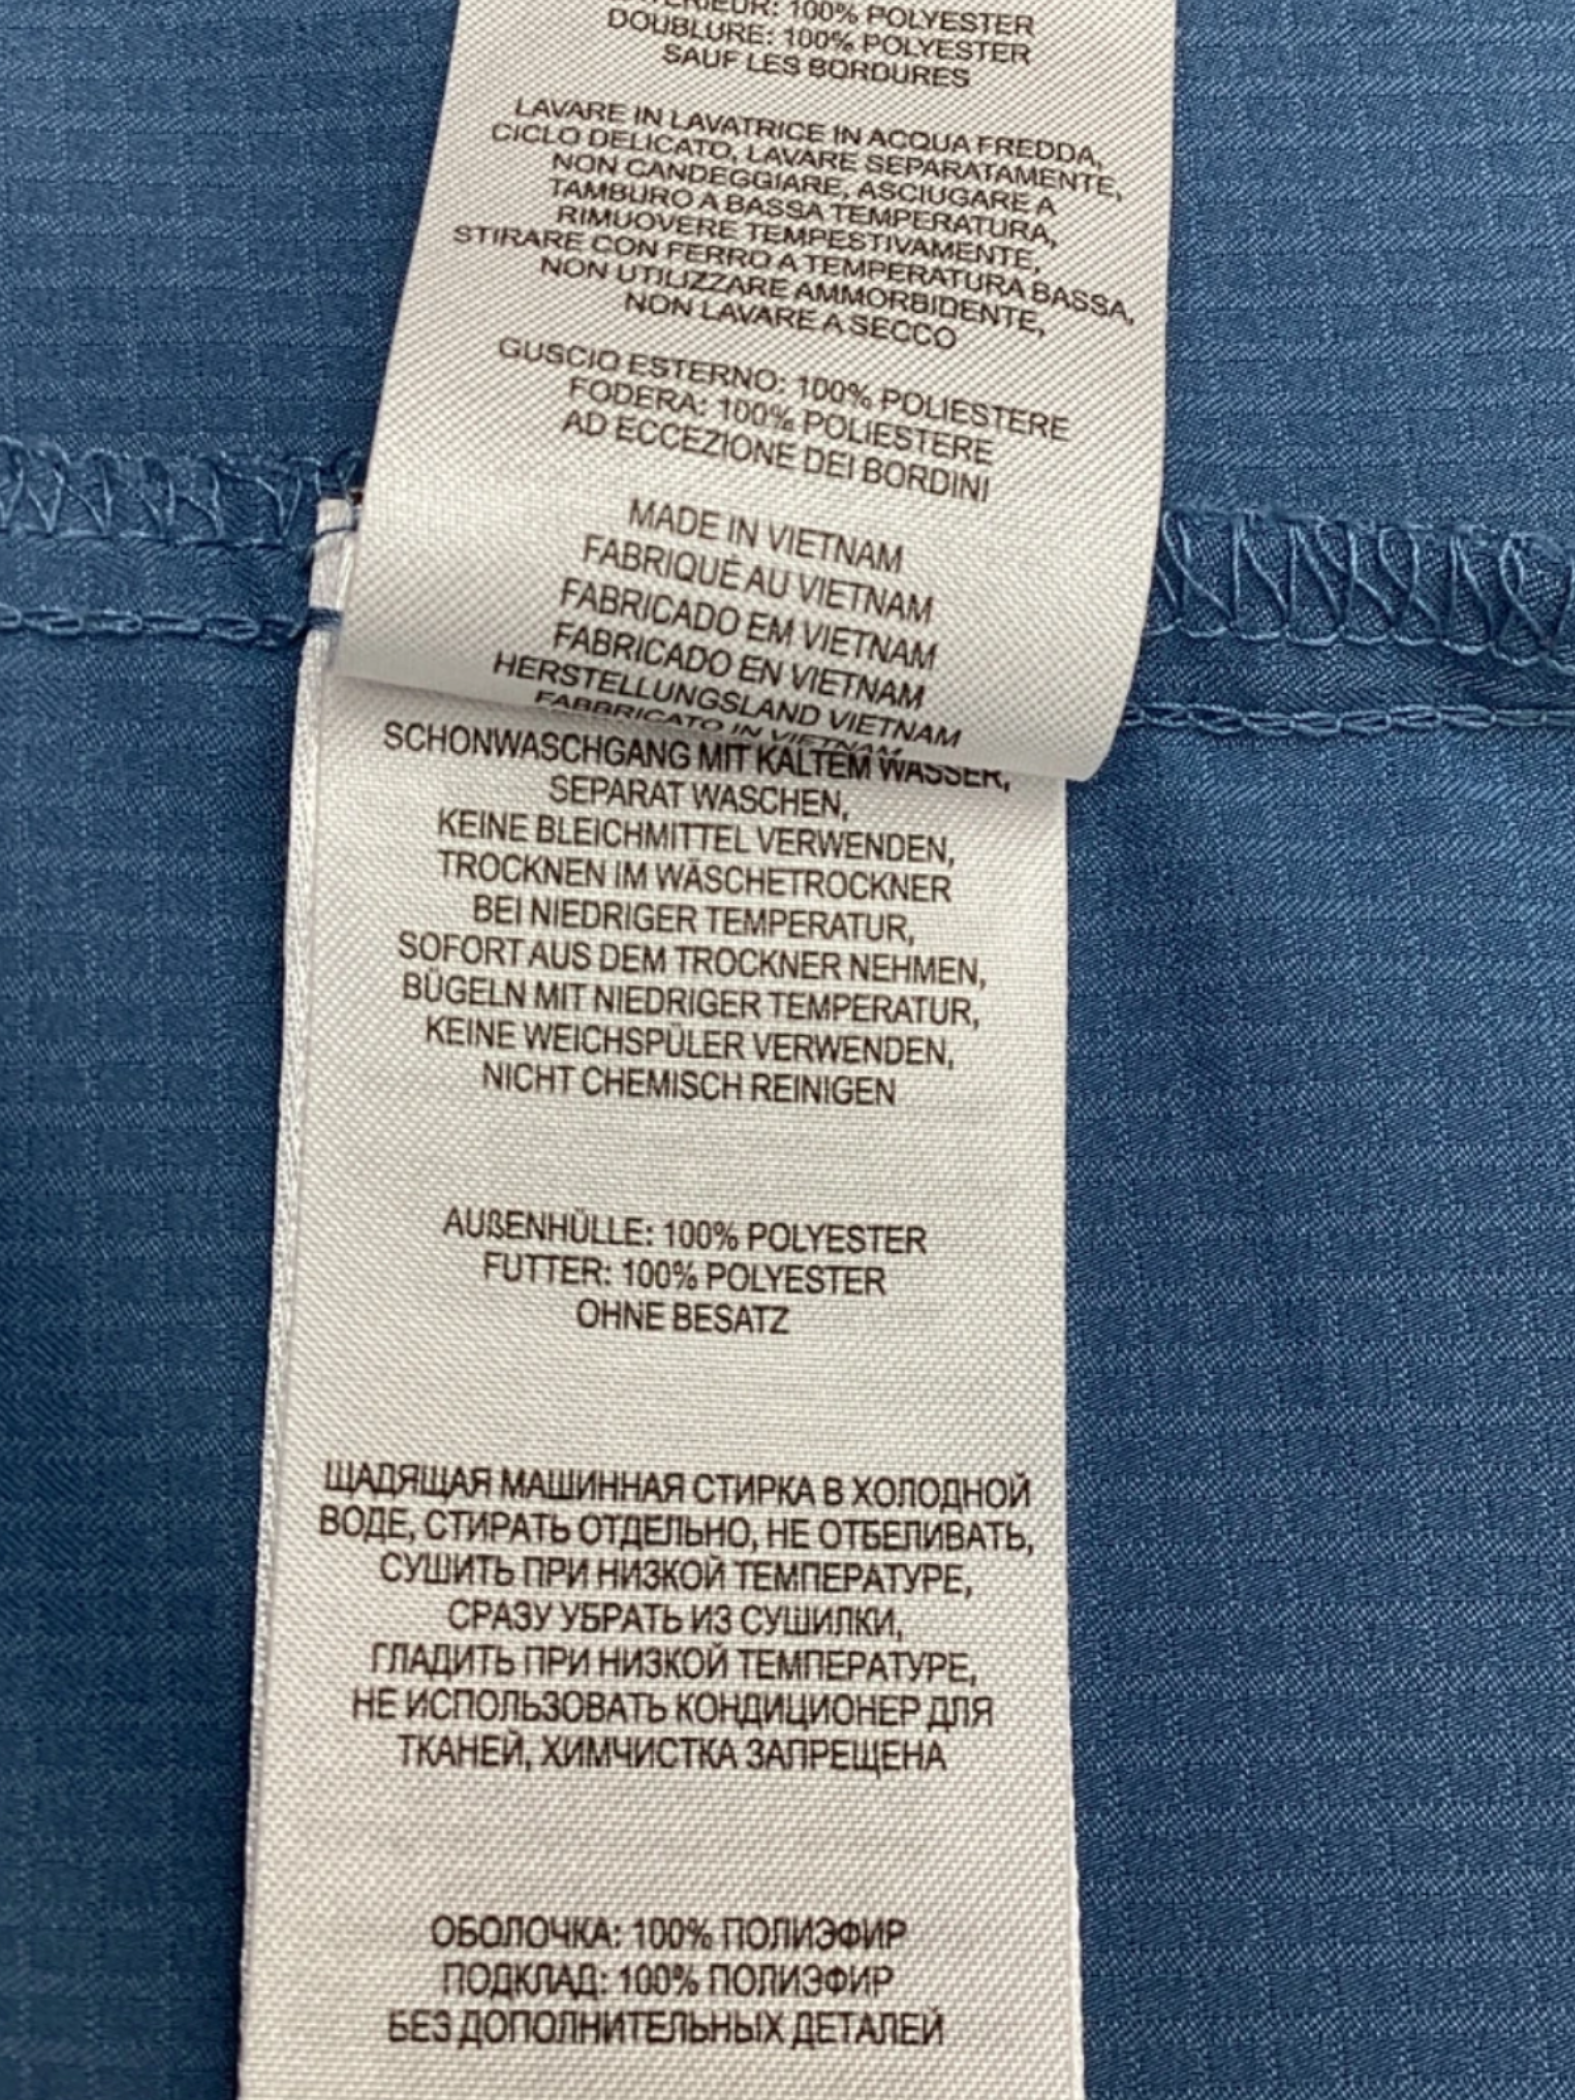 100% POLYESTER
DOUBLURE: 100% POLYESTER
SAUF LES BORDURES
LAVARE IN LAVATRICE IN ACQUA FREDDA,
CICLO DELICATO, LAVARE SEPARATAMENTE,
NON CANDEGGIARE, ASCIUGARE A
TAMBURO A BASSA TEMPERATURA,
RIMUOVERE TEMPESTIVAMENTE,
STIRARE CON FERRO A TEMPERATURA BASSA,
NON UTILIZZARE AMMORBIDENTE,
NON LAVARE A SECCO
GUSCIO ESTERNO: 100% POLIESTERE
FODERA: 100% POLIESTERE
AD ECCEZIONE DEI BORDINI
MADE IN VIETNAM
FABRIQUÉ AU VIETNAM
FABRICADO EM VIETNAM
FABRICADO EN VIETNAM
HERSTELLUNGSLAND VIETNAM
FABBRICATO IN VIETNAM
SCHONWASCHGANG MIT KALTEM WASSER,
SEPARAT WASCHEN,
KEINE BLEICHMITTEL VERWENDEN,
TROCKNEN IM WÄSCHETROCKNER
BEI NIEDRIGER TEMPERATUR,
SOFORT AUS DEM TROCKNER NEHMEN,
BÜGELN MIT NIEDRIGER TEMPERATUR,
KEINE WEICHSPÜLER VERWENDEN,
NICHT CHEMISCH REINIGEN
AUßENHÜLLE: 100% POLYESTER
FUTTER: 100% POLYESTER
OHNE BESATZ
ЩАДЯЩАЯ МАШИННАЯ СТИРКА В ХОЛОДНОЙ
ВОДЕ, СТИРАТЬ ОТДЕЛЬНО, НЕ ОТБЕЛИВАТЬ,
СУШИТЬ ПРИ НИЗКОЙ ТЕМПЕРАТУРЕ,
СРАЗУ УБРАТЬ ИЗ СУШИЛКИ,
ГЛАДИТЬ ПРИ НИЗКОЙ ТЕМПЕРАТУРЕ,
НЕ ИСПОЛЬЗОВАТЬ КОНДИЦИОНЕР ДЛЯ
ТКАНЕЙ, ХИМЧИСТКА ЗАПРЕЩЕНА
ОБОЛОЧКА: 100% ПОЛИЭФИР
ПОДКЛАД: 100% ПОЛИЭФИР
БЕЗ ДОПОЛНИТЕЛЬНЫХ ДЕТАЛЕЙ